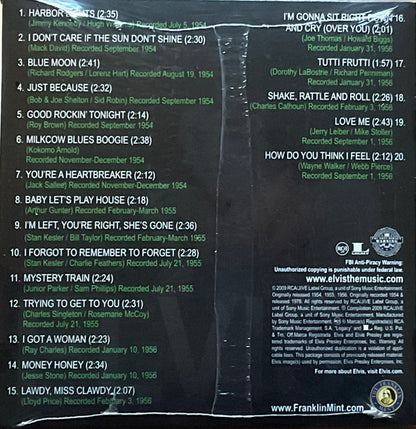 1. HARBOR LIGHTS (2:35)
(Jimmy Kennedy / Hugh Williams) Recorded July 5, 1954
2. I DON'T CARE IF THE SUN DON'T SHINE (2:30)
(Mack David) Recorded September 1954
3. BLUE MOON (2:41)
(Richard Rodgers / Lorenz Hart) Recorded August 19, 1954
4. JUST BECAUSE (2:32)
(Bob & Joe Shelton / Sid Robin) Recorded September 1954
5. GOOD ROCKIN' TONIGHT (2:14)
(Roy Brown) Recorded September 1954
6. MILKCOW BLUES BOOGIE (2:38)
(Kokomo Arnold)
Recorded November-December 1954
7. YOU'RE A HEARTBREAKER (2:12)
(Jack Sallee) Recorded November-December 1954
8. BABY LET'S PLAY HOUSE (2:18)
(Arthur Gunter) Recorded February-March 1955
9. I'M LEFT, YOU'RE RIGHT, SHE'S GONE (2:36)
(Stan Kesler / Bill Taylor) Recorded February-March 1965
10. I FORGOT TO REMEMBER TO FORGET (2:28)
(Stan Kesler / Charlie Feathers) Recorded July 21, 1955
11. MYSTERY TRAIN (2:24)
(Junior Parker / Sam Phillips) Recorded July 21, 1955
12. TRYING TO GET TO YOU (2:31)
(Charles Singleton / Rosemarie McCoy)
Recorded July 21, 1955
13. I GOT A WOMAN (2:23)
(Ray Charles) Recorded January 10, 1956
14. MONEY HONEY (2:34)
(Jesse Stone) Recorded January 10, 1956
15. LAWDY, MISS CLAWDY (2:07)
(Lloyd Price) Recorded February 3, 1956
I'M GONNA SIT RIGHT DOWN 16.
AND CRY (OVER YOU) (2:01)
(Joe Thomas / Howard Biggs)
Recorded January 31, 1956
TUTTI FRUTTI (1:57) 17.
(Dorothy LaBostrie / Richard Penniman)
Recorded January 31, 1956
SHAKE, RATTLE AND ROLL (2:26) 18.
(Charles Calhoun) Recorded February 3, 1956
LOVE ME (2:43) 19.
(Jerry Leiber / Mike Stoller)
Recorded September 1, 1956
HOW DO YOU THINK I FEEL (2:12) 20.
(Wayne Walker / Webb Pierce)
Recorded September 1, 1956
RCA
LEGACY
FBI Anti-Piracy Warning:
Unauthorized copying is punishable under federal law.
www.elvisthemusic.com
For more about Elvis, visit Elvis.com.
www.FranklinMint.com